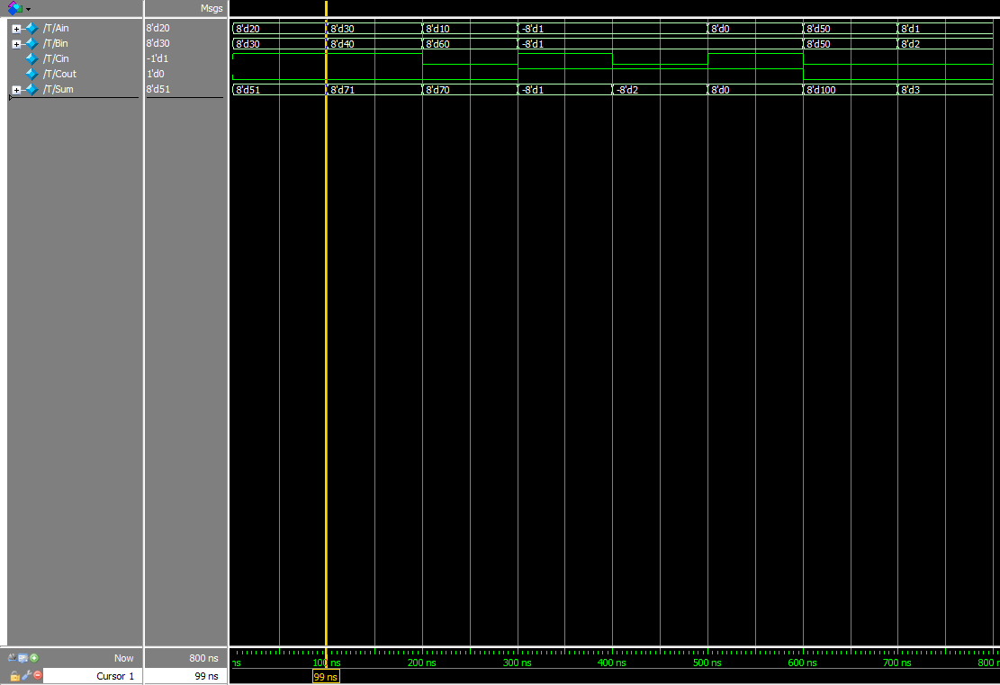 Msgs
/T/Ain 8'd20 8'd20 8'd30 8'd10 -8'd1 8'd0 8'd50 8'd1
/T/Bin 8'd30 8'd30 8'd40 8'd60 -8'd1 8'd50 8'd2
/T/Cin -1'd1
/T/Cout 1'd0
/T/Sum 8'd51 8'd51 8'd71 8'd70 -8'd1 -8'd2 8'd0 8'd100 8'd3
Now 800 ns ns 100 ns 200 ns 300 ns 400 ns 500 ns 600 ns 700 ns 800 n
Cursor 1 99 ns 99 ns